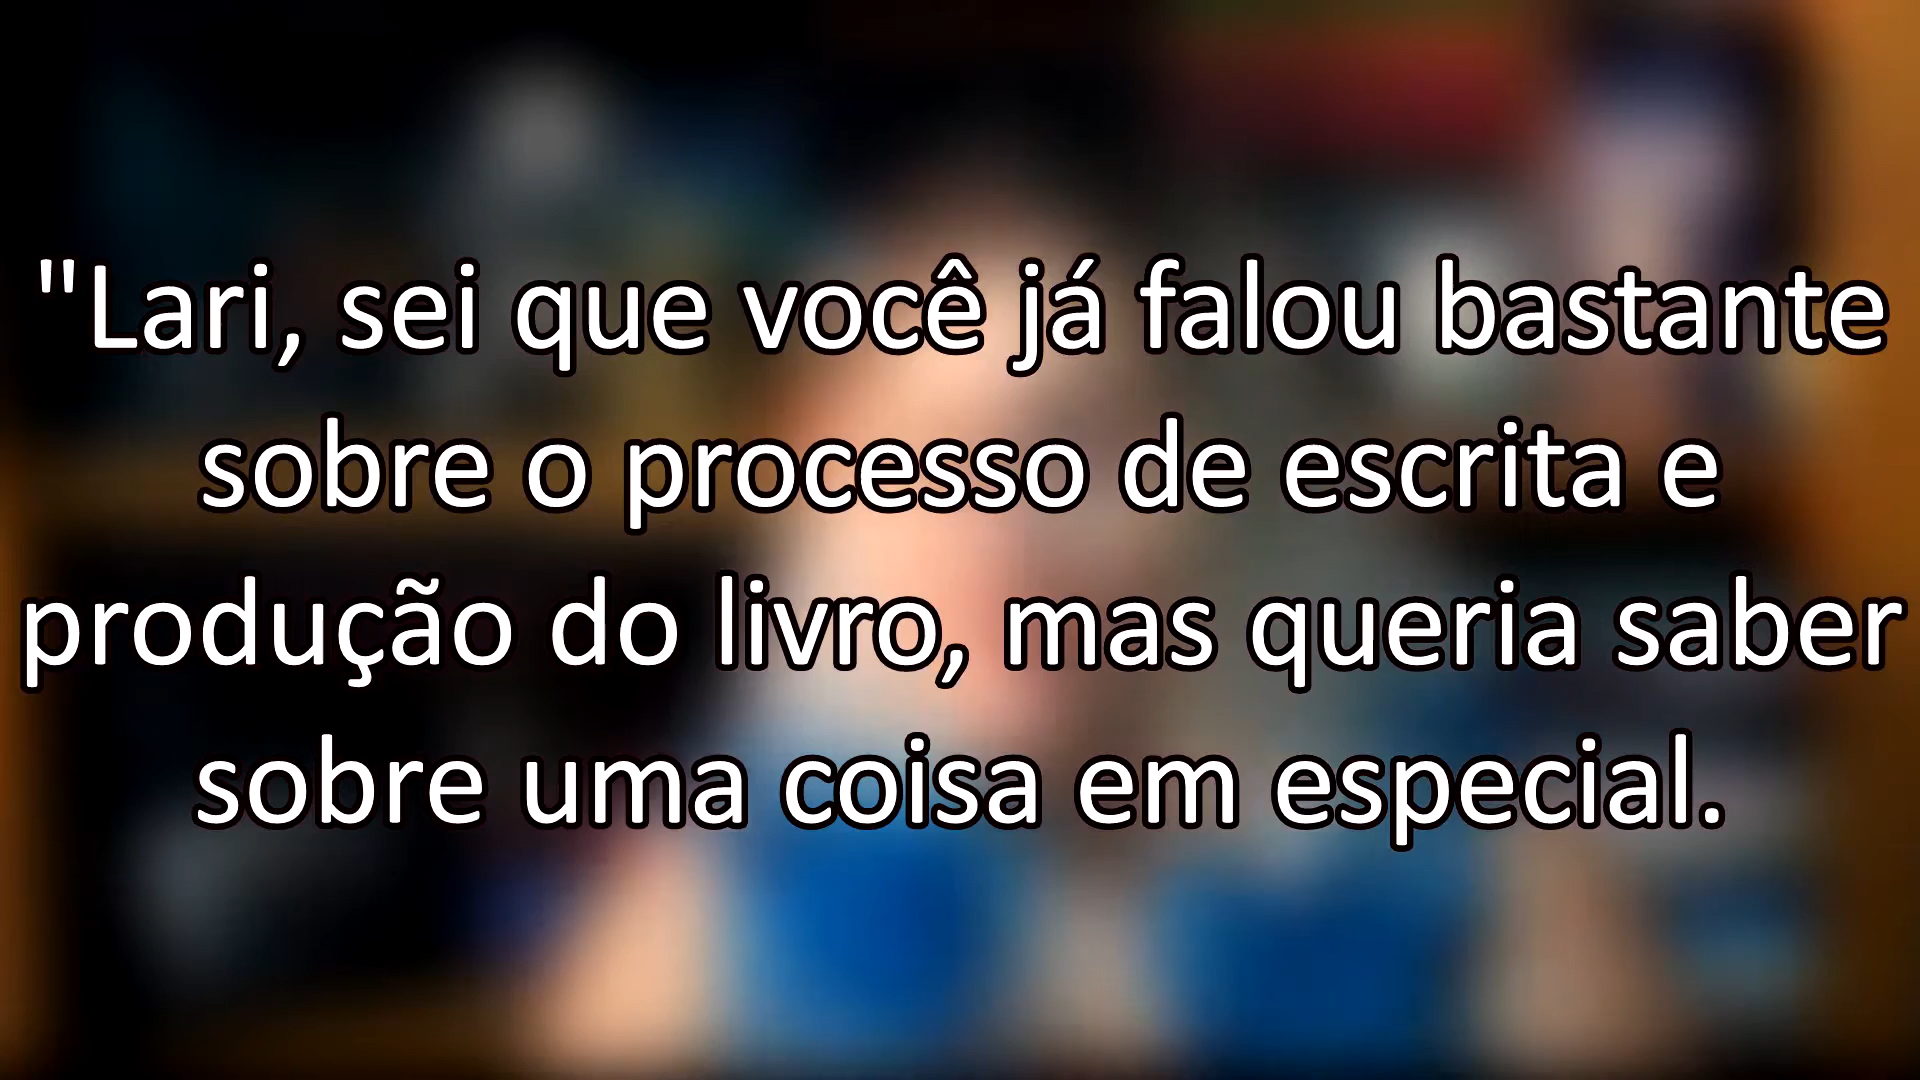 "Lari, sei que você já falou bastante
sobre o processo de escrita e
produção do livro, mas queria saber
sobre uma coisa em especial.